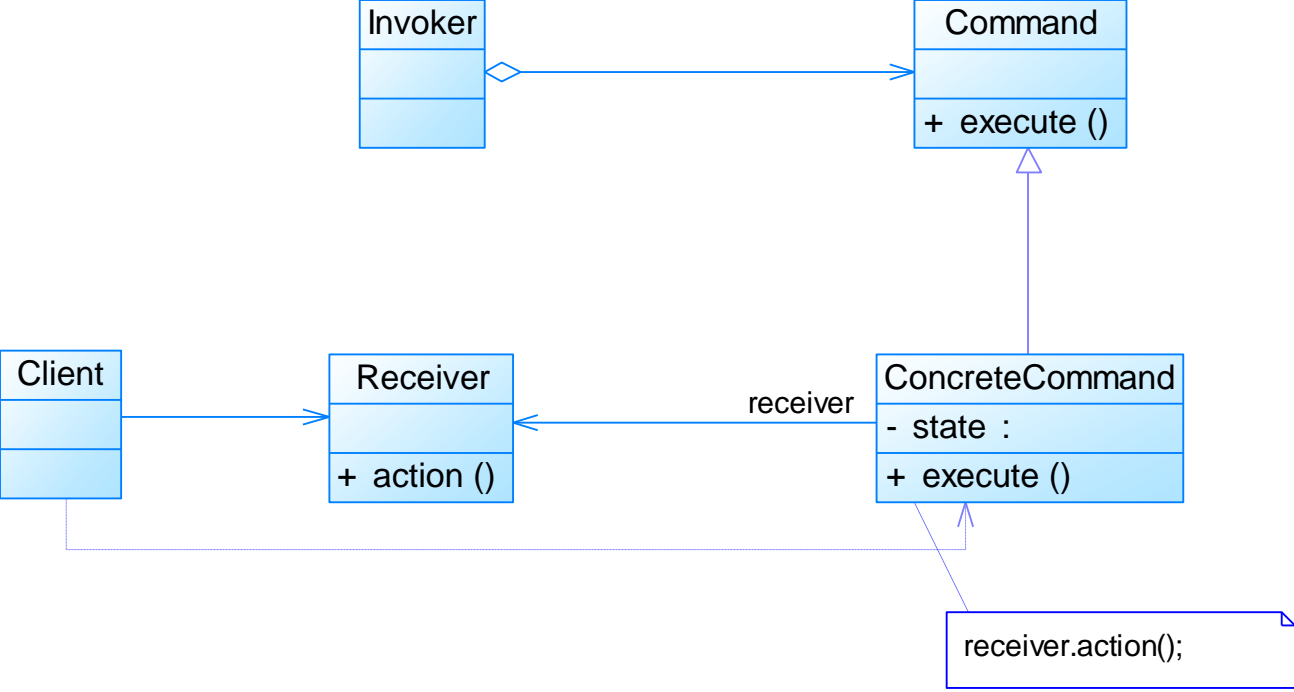 Invoker
Command
+ execute ()
Client
Receiver
+ action ()
receiver
ConcreteCommand
- state :
+ execute ()
receiver.action();